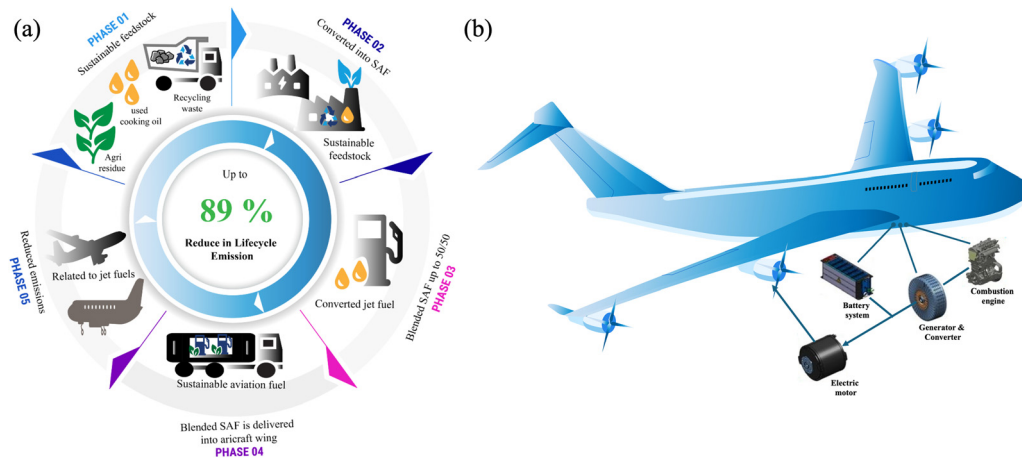 (a)
PHASE 01
Sustainable feedstock
Recycling
waste
used
cooking oil
Agri
residue
PHASE 02
Converted into SAF
Sustainable
feedstock
Up to
89 %
Reduce in Lifecycle
Emission
Converted jet fuel
Blended SAF up to 50/50
PHASE 03
Sustainable aviation fuel
Blended SAF is delivered
into aricraft wing
PHASE 04
Related to jet fuels
Reduced emissions
PHASE 05
(b)
Battery
system
Combustion
engine
Generator &
Converter
Electric
motor